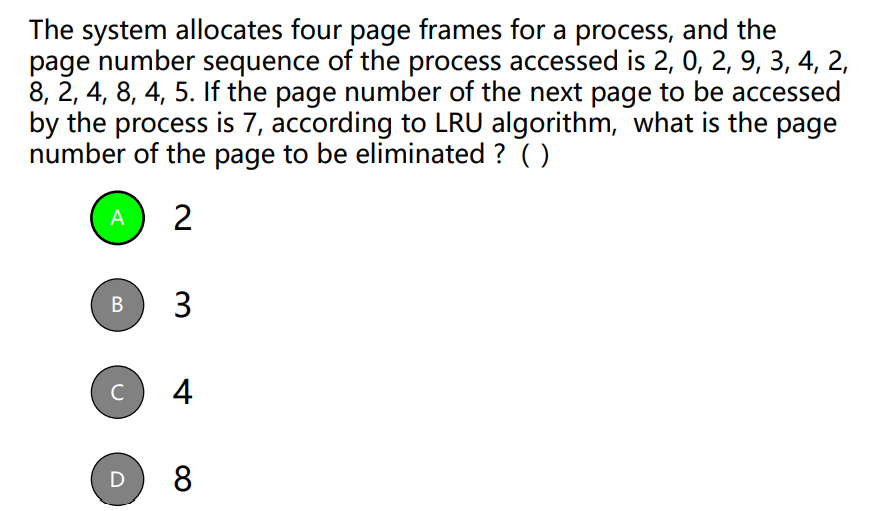 The system allocates four page frames for a process, and the
page number sequence of the process accessed is 2, 0, 2, 9, 3, 4, 2,
8, 2, 4, 8, 4, 5. If the page number of the next page to be accessed
by the process is 7, according to LRU algorithm,  what is the page
number of the page to be eliminated ? ( )
A 2
B 3
C 4
D 8